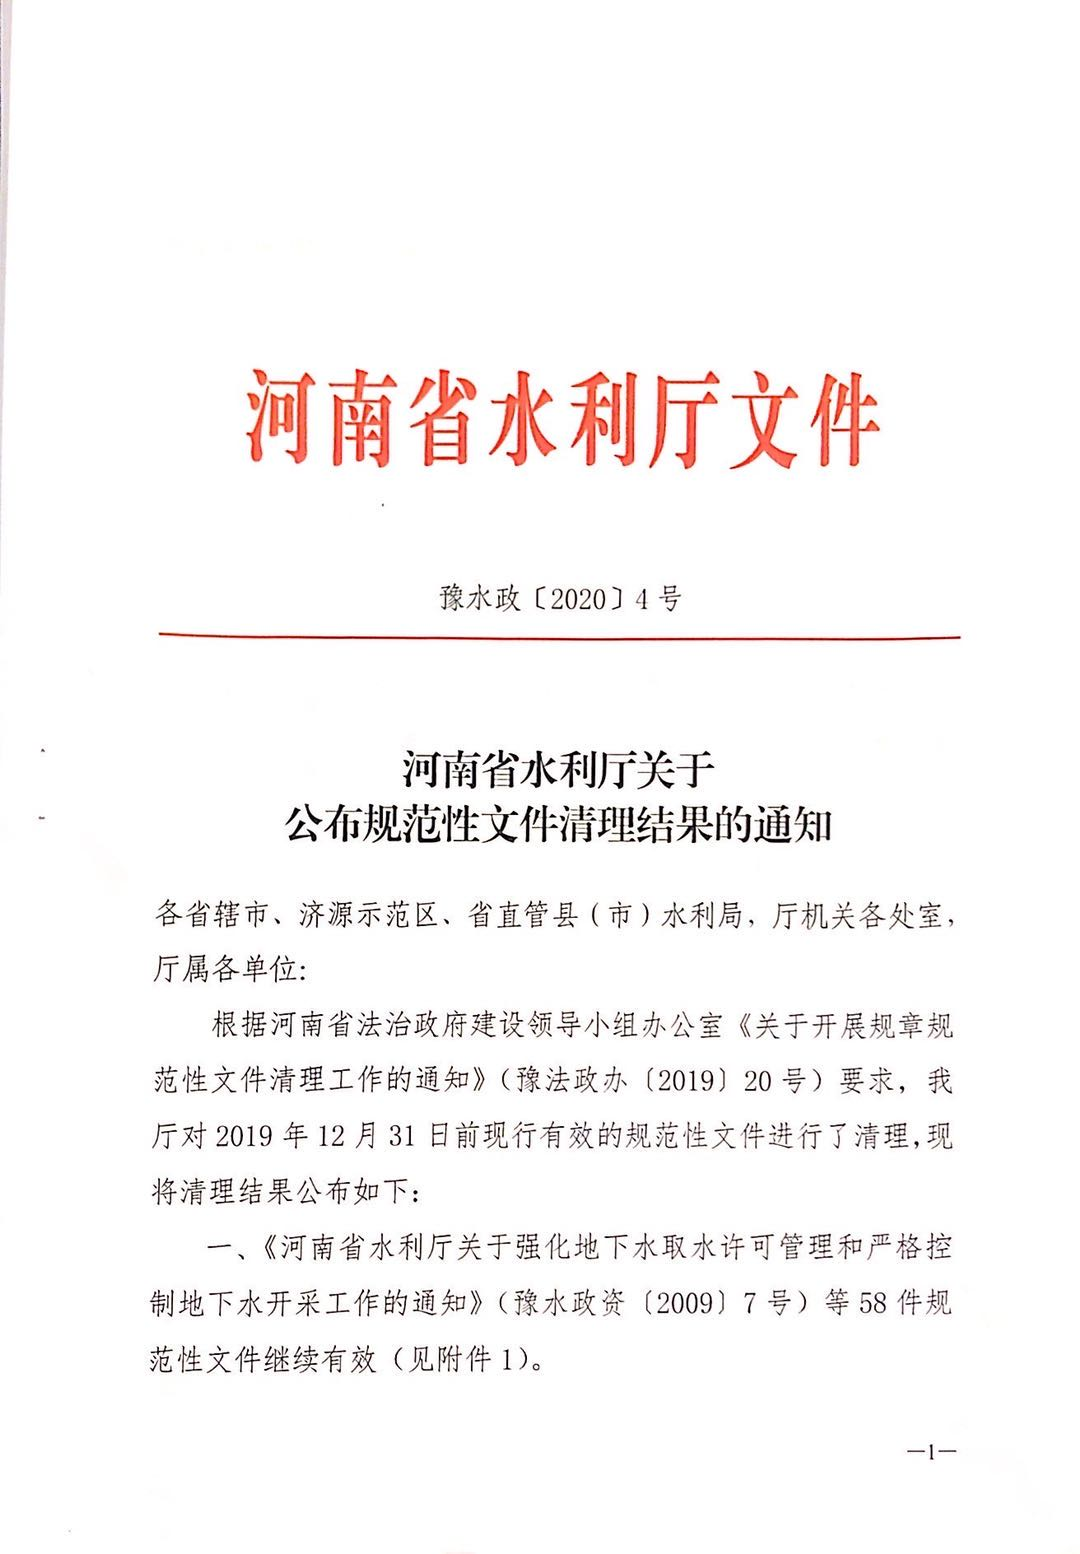 河南省水利厅文件
豫水政〔2020〕4号
河南省水利厅关于
公布规范性文件清理结果的通知
各省辖市、济源示范区、省直管县(市)水利局,厅机关各处室,
厅属各单位:
根据河南省法治政府建设领导小组办公室《关于开展规章规
范性文件清理工作的通知》(豫法政办〔2019〕20号)要求,我
厅对2019年12月31日前现行有效的规范性文件进行了清理,现
将清理结果公布如下:
一、《河南省水利厅关于强化地下水取水许可管理和严格控
制地下水开采工作的通知》(豫水政资〔2009〕7号)等58件规
范性文件继续有效(见附件1)。
—1—